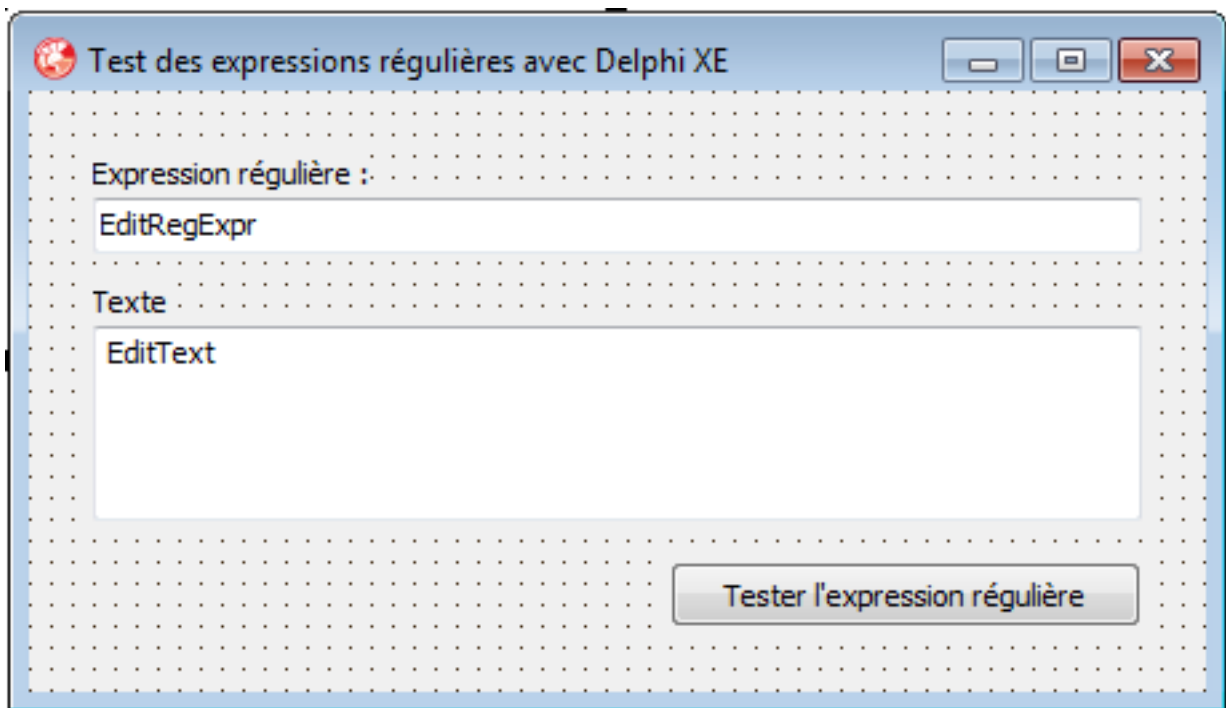 Test des expressions régulières avec Delphi XE
Expression régulière :
EditRegExpr
Texte
EditText
Tester l'expression régulière